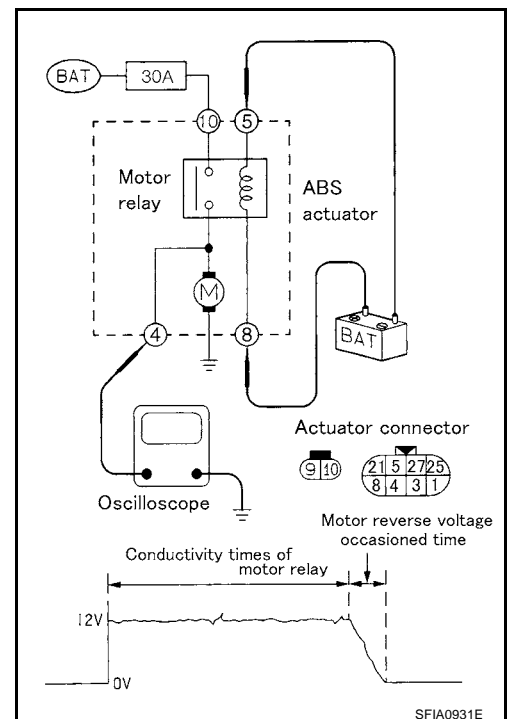 BAT 30A
10 5
Motor
relay
ABS
actuator
M
4 8
BAT
Actuator connector
9 10
21 5 27 25
8 4 3 1
Oscilloscope
Motor reverse voltage
occasioned time
Conductivity times of
motor relay
12V
0V
SFIA0931E